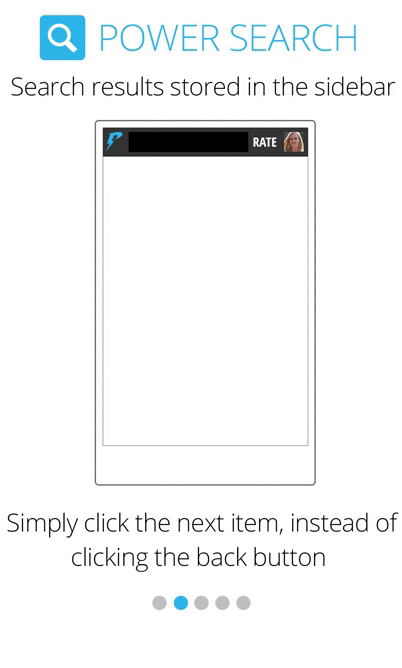 POWER SEARCH
Search results stored in the sidebar
RATE
Simply click the next item, instead of
clicking the back button